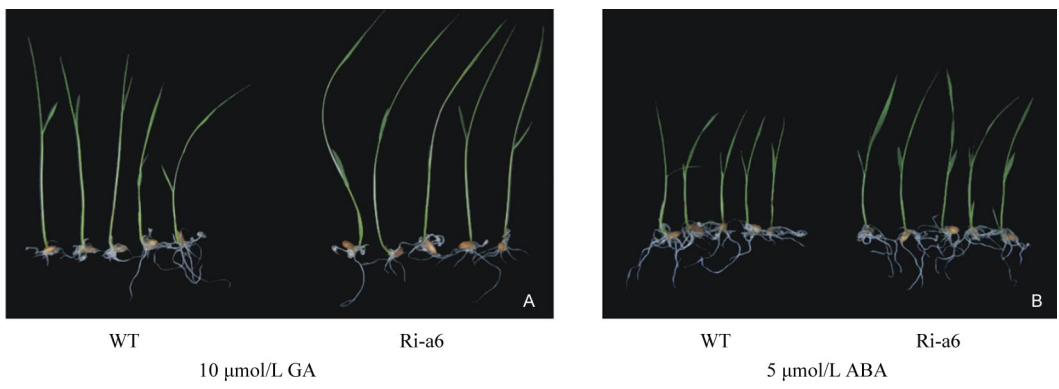 A
B
WT
Ri-a6
WT
Ri-a6
10 μmol/L GA
5 μmol/L ABA